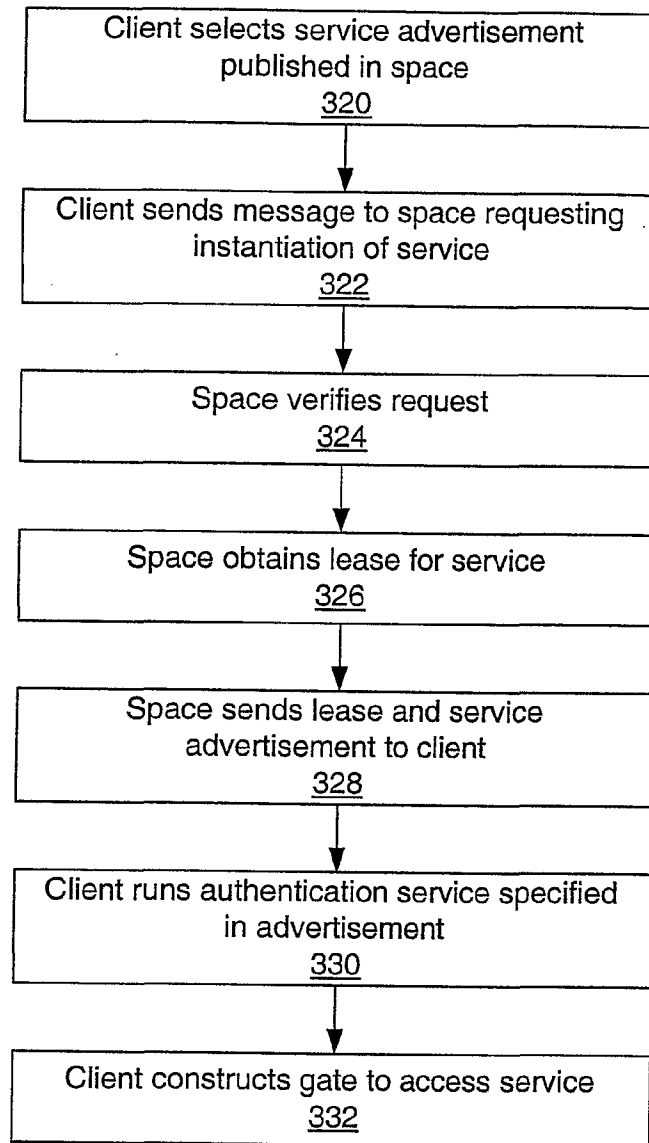 Client selects service advertisement
published in space
320
Client sends message to space requesting
instantiation of service
322
Space verifies request
324
Space obtains lease for service
326
Space sends lease and service
advertisement to client
328
Client runs authentication service specified
in advertisement
330
Client constructs gate to access service
332